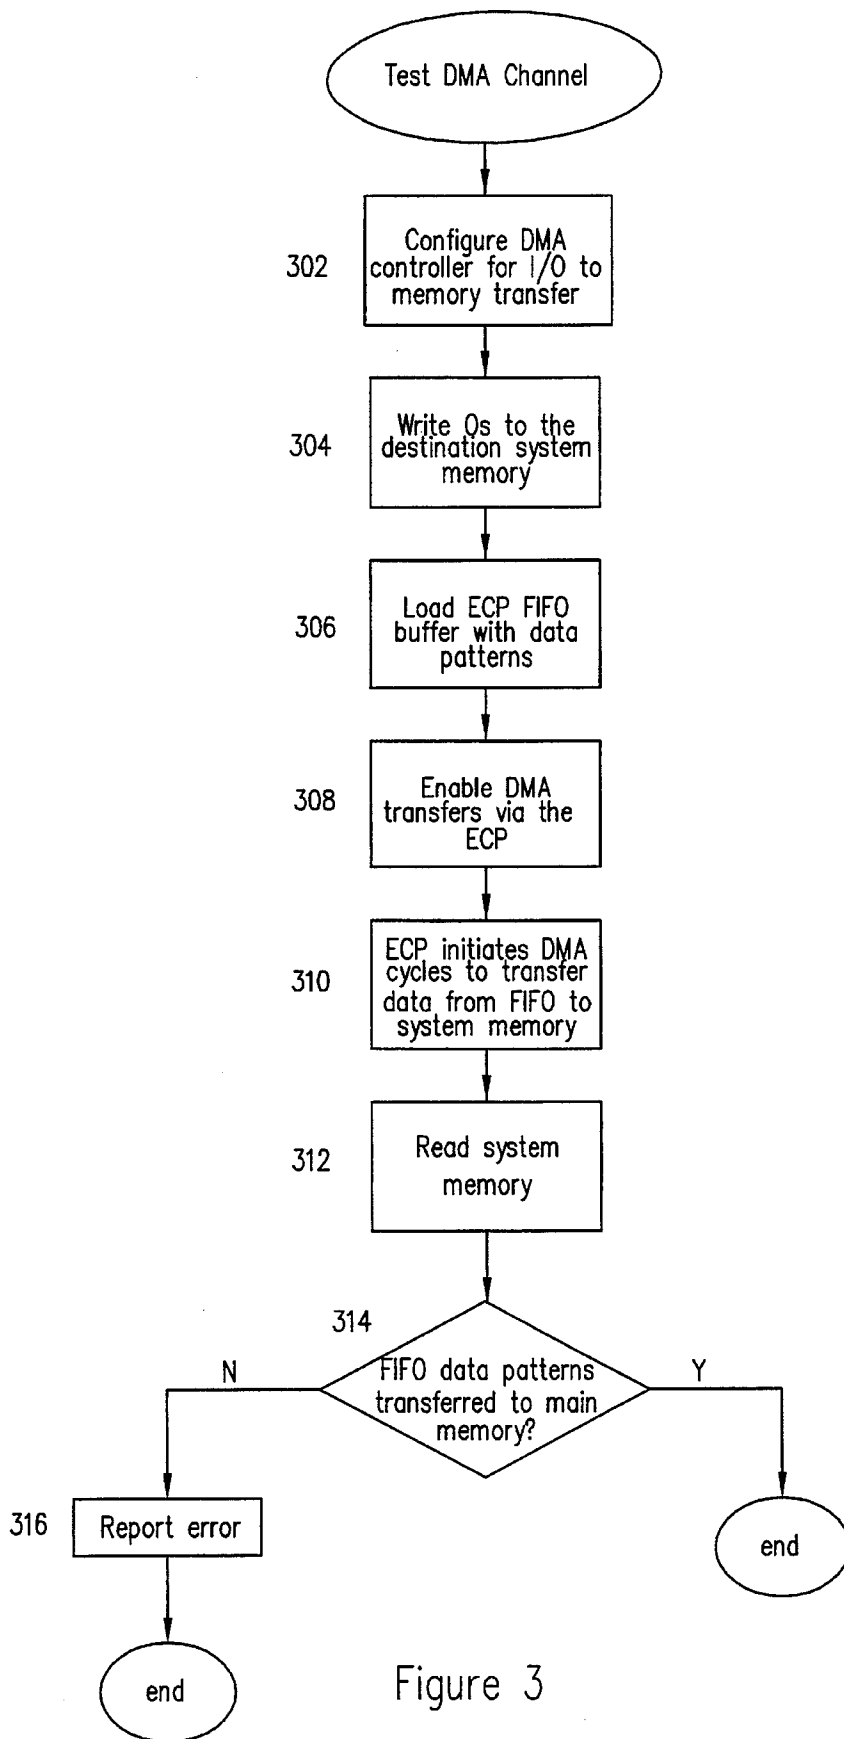 Test DMA Channel
302
Configure DMA
controller for I/O to
memory transfer
304
Write 0s to the
destination system
memory
306
Load ECP FIFO
buffer with data
patterns
308
Enable DMA
transfers via the
ECP
310
ECP initiates DMA
cycles to transfer
data from FIFO to
system memory
312
Read system
memory
314
FIFO data patterns
transferred to main
memory?
N
Y
316
Report error
end
end
Figure 3